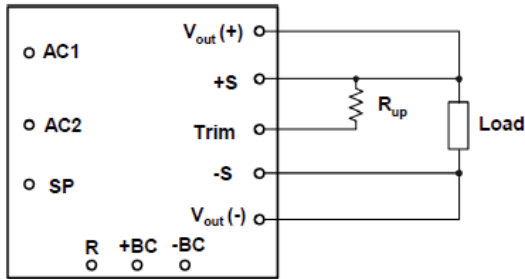 Vout (+)
AC1
+S
Rup
AC2
Trim
Load
-S
SP
Vout (-)
R +BC -BC